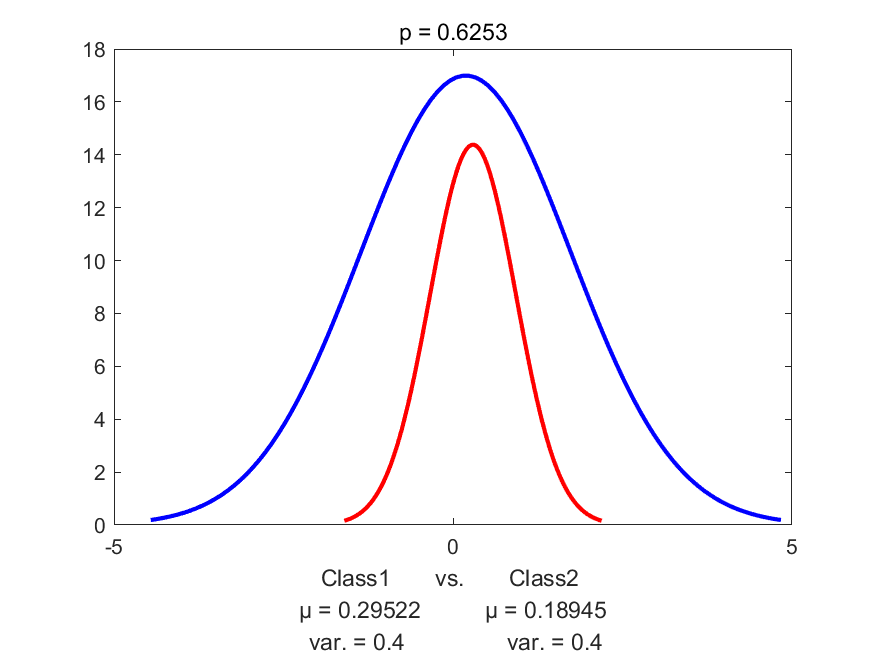 p = 0.6253
18
16
14
12
10
8
6
4
2
0
-5 0 5
Class1 vs. Class2
μ = 0.29522 μ = 0.18945
var. = 0.4 var. = 0.4